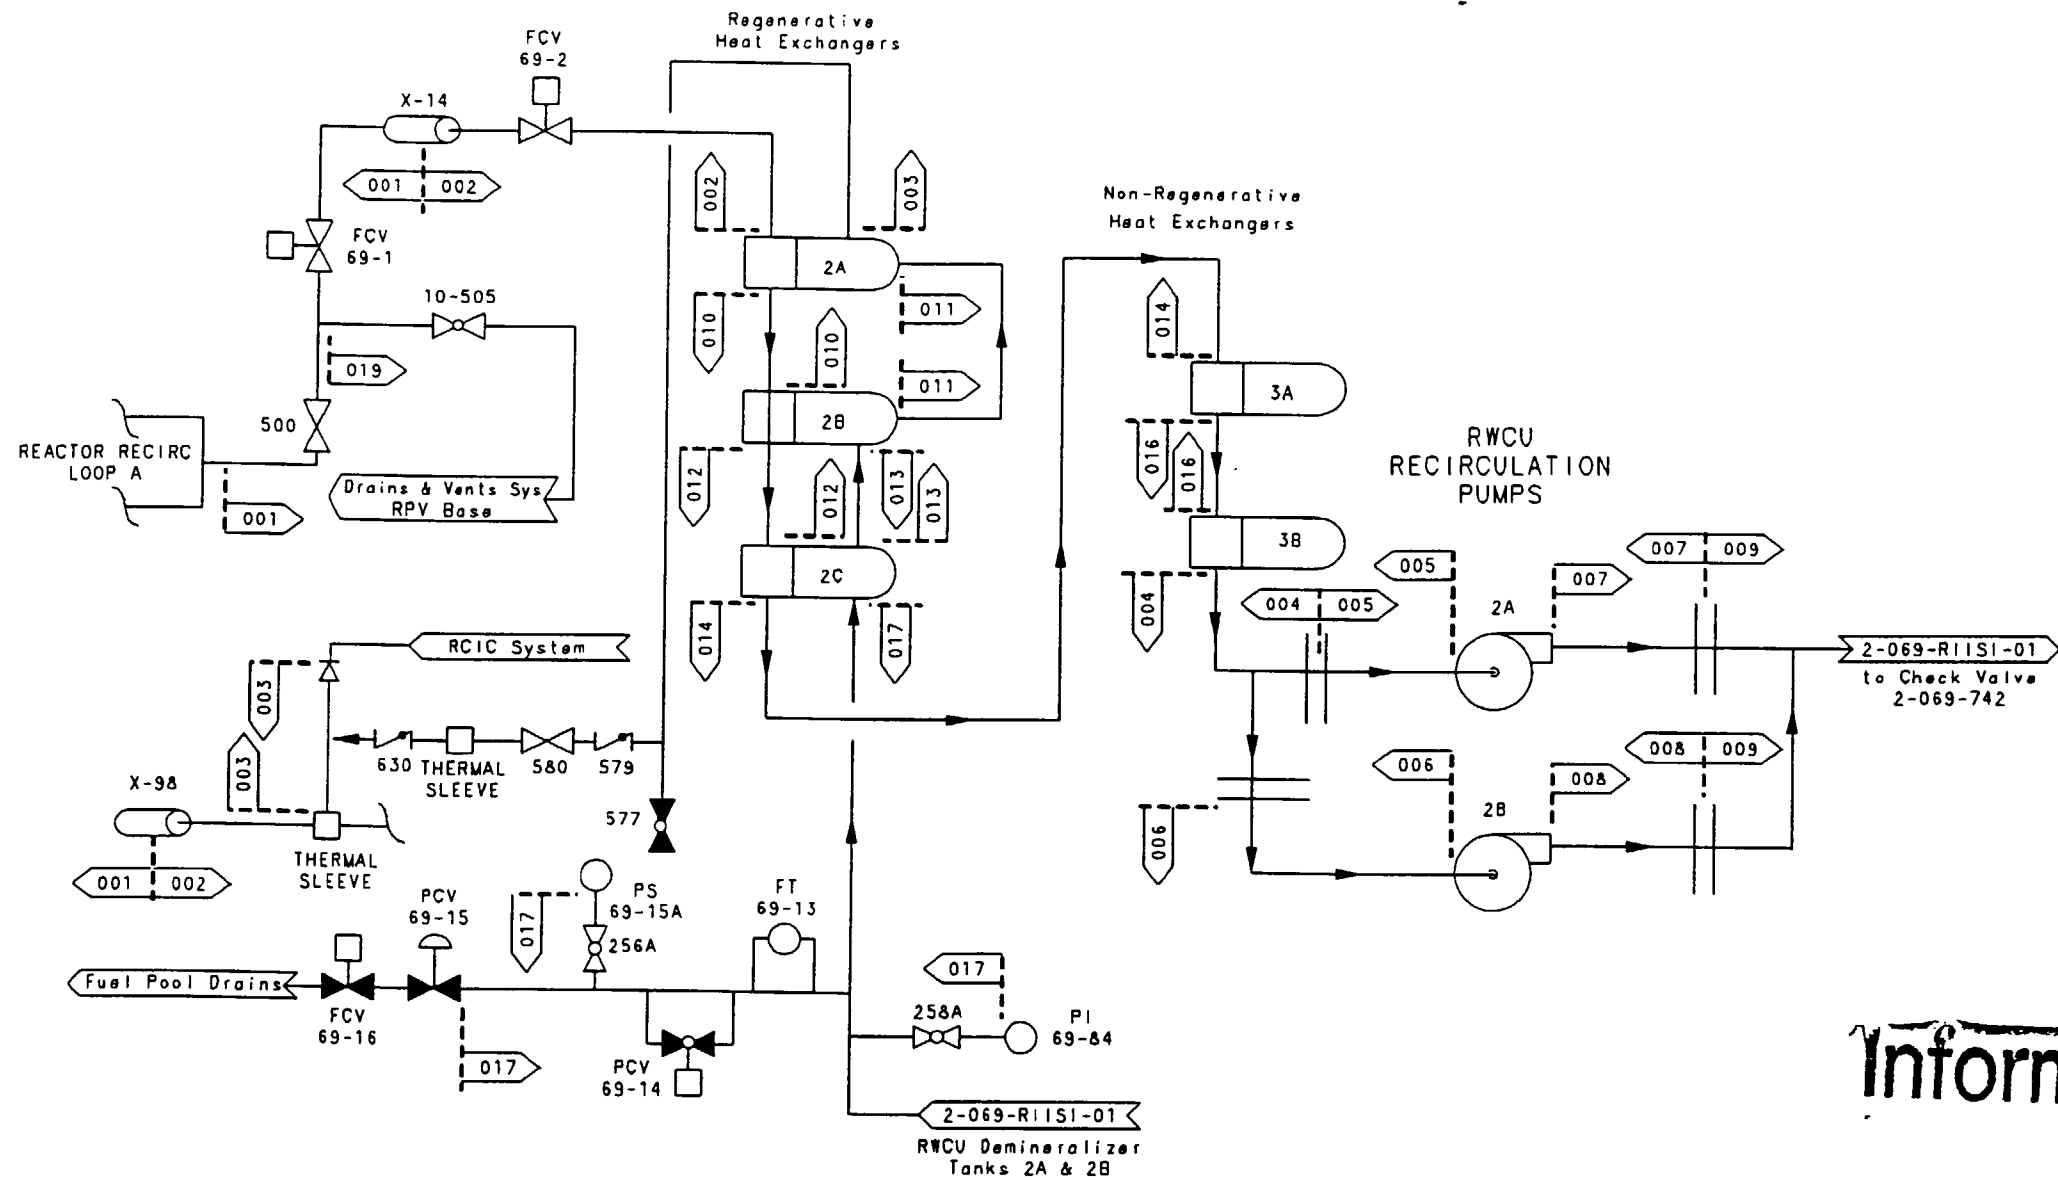 Regenerative
Heat Exchangers
FCV
69-2
X-14
001
002
FCV
69-1
10-505
019
500
REACTOR RECIRC
LOOP A
001
Drains & Vents Sys
RPV Base
002
003
2A
010
011
010
011
2B
012
012
013
013
2C
014
017
Non-Regenerative
Heat Exchangers
014
3A
016
016
3B
004
004
005
RWCU
RECIRCULATION
PUMPS
005
2A
007
007
009
2-069-RIISI-01
to Check Valve
2-069-742
006
006
2B
008
008
009
RCIC System
003
003
630
THERMAL
SLEEVE
580
579
577
X-98
001
002
THERMAL
SLEEVE
PCV
69-15
017
PS
69-15A
256A
FT
69-13
Fuel Pool Drains
FCV
69-16
017
PCV
69-14
017
258A
PI
69-84
2-069-RIISI-01
RWCU Demineralizer
Tanks 2A & 2B